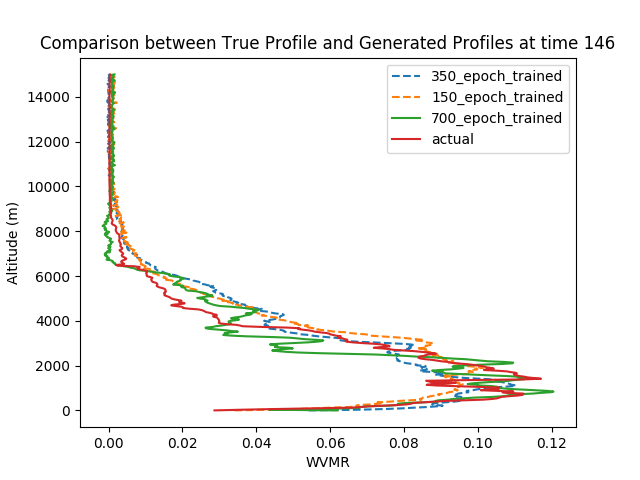 Comparison between True Profile and Generated Profiles at time 146
350_epoch_trained
150_epoch_trained
700_epoch_trained
actual
14000
12000
10000
8000
6000
4000
2000
0
Altitude (m)
0.00 0.02 0.04 0.06 0.08 0.10 0.12
WVMR